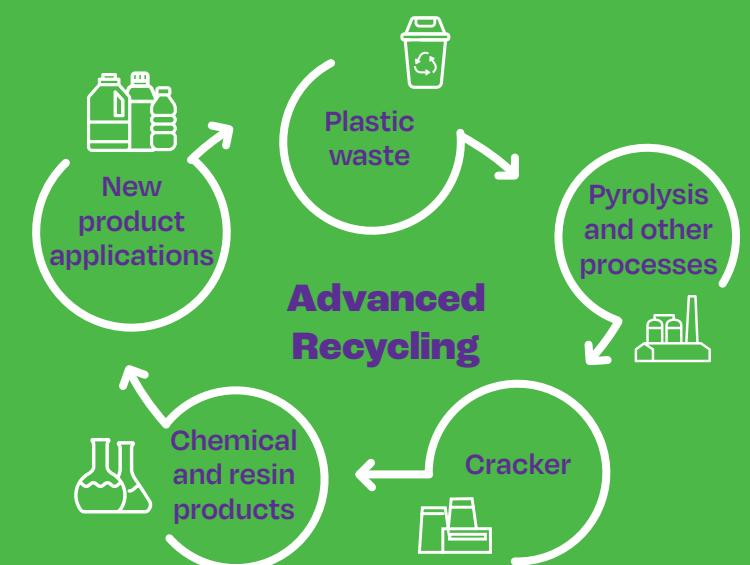 Plastic
waste
Pyrolysis
and other
processes
Cracker
Chemical
and resin
products
New
product
applications
Advanced
Recycling